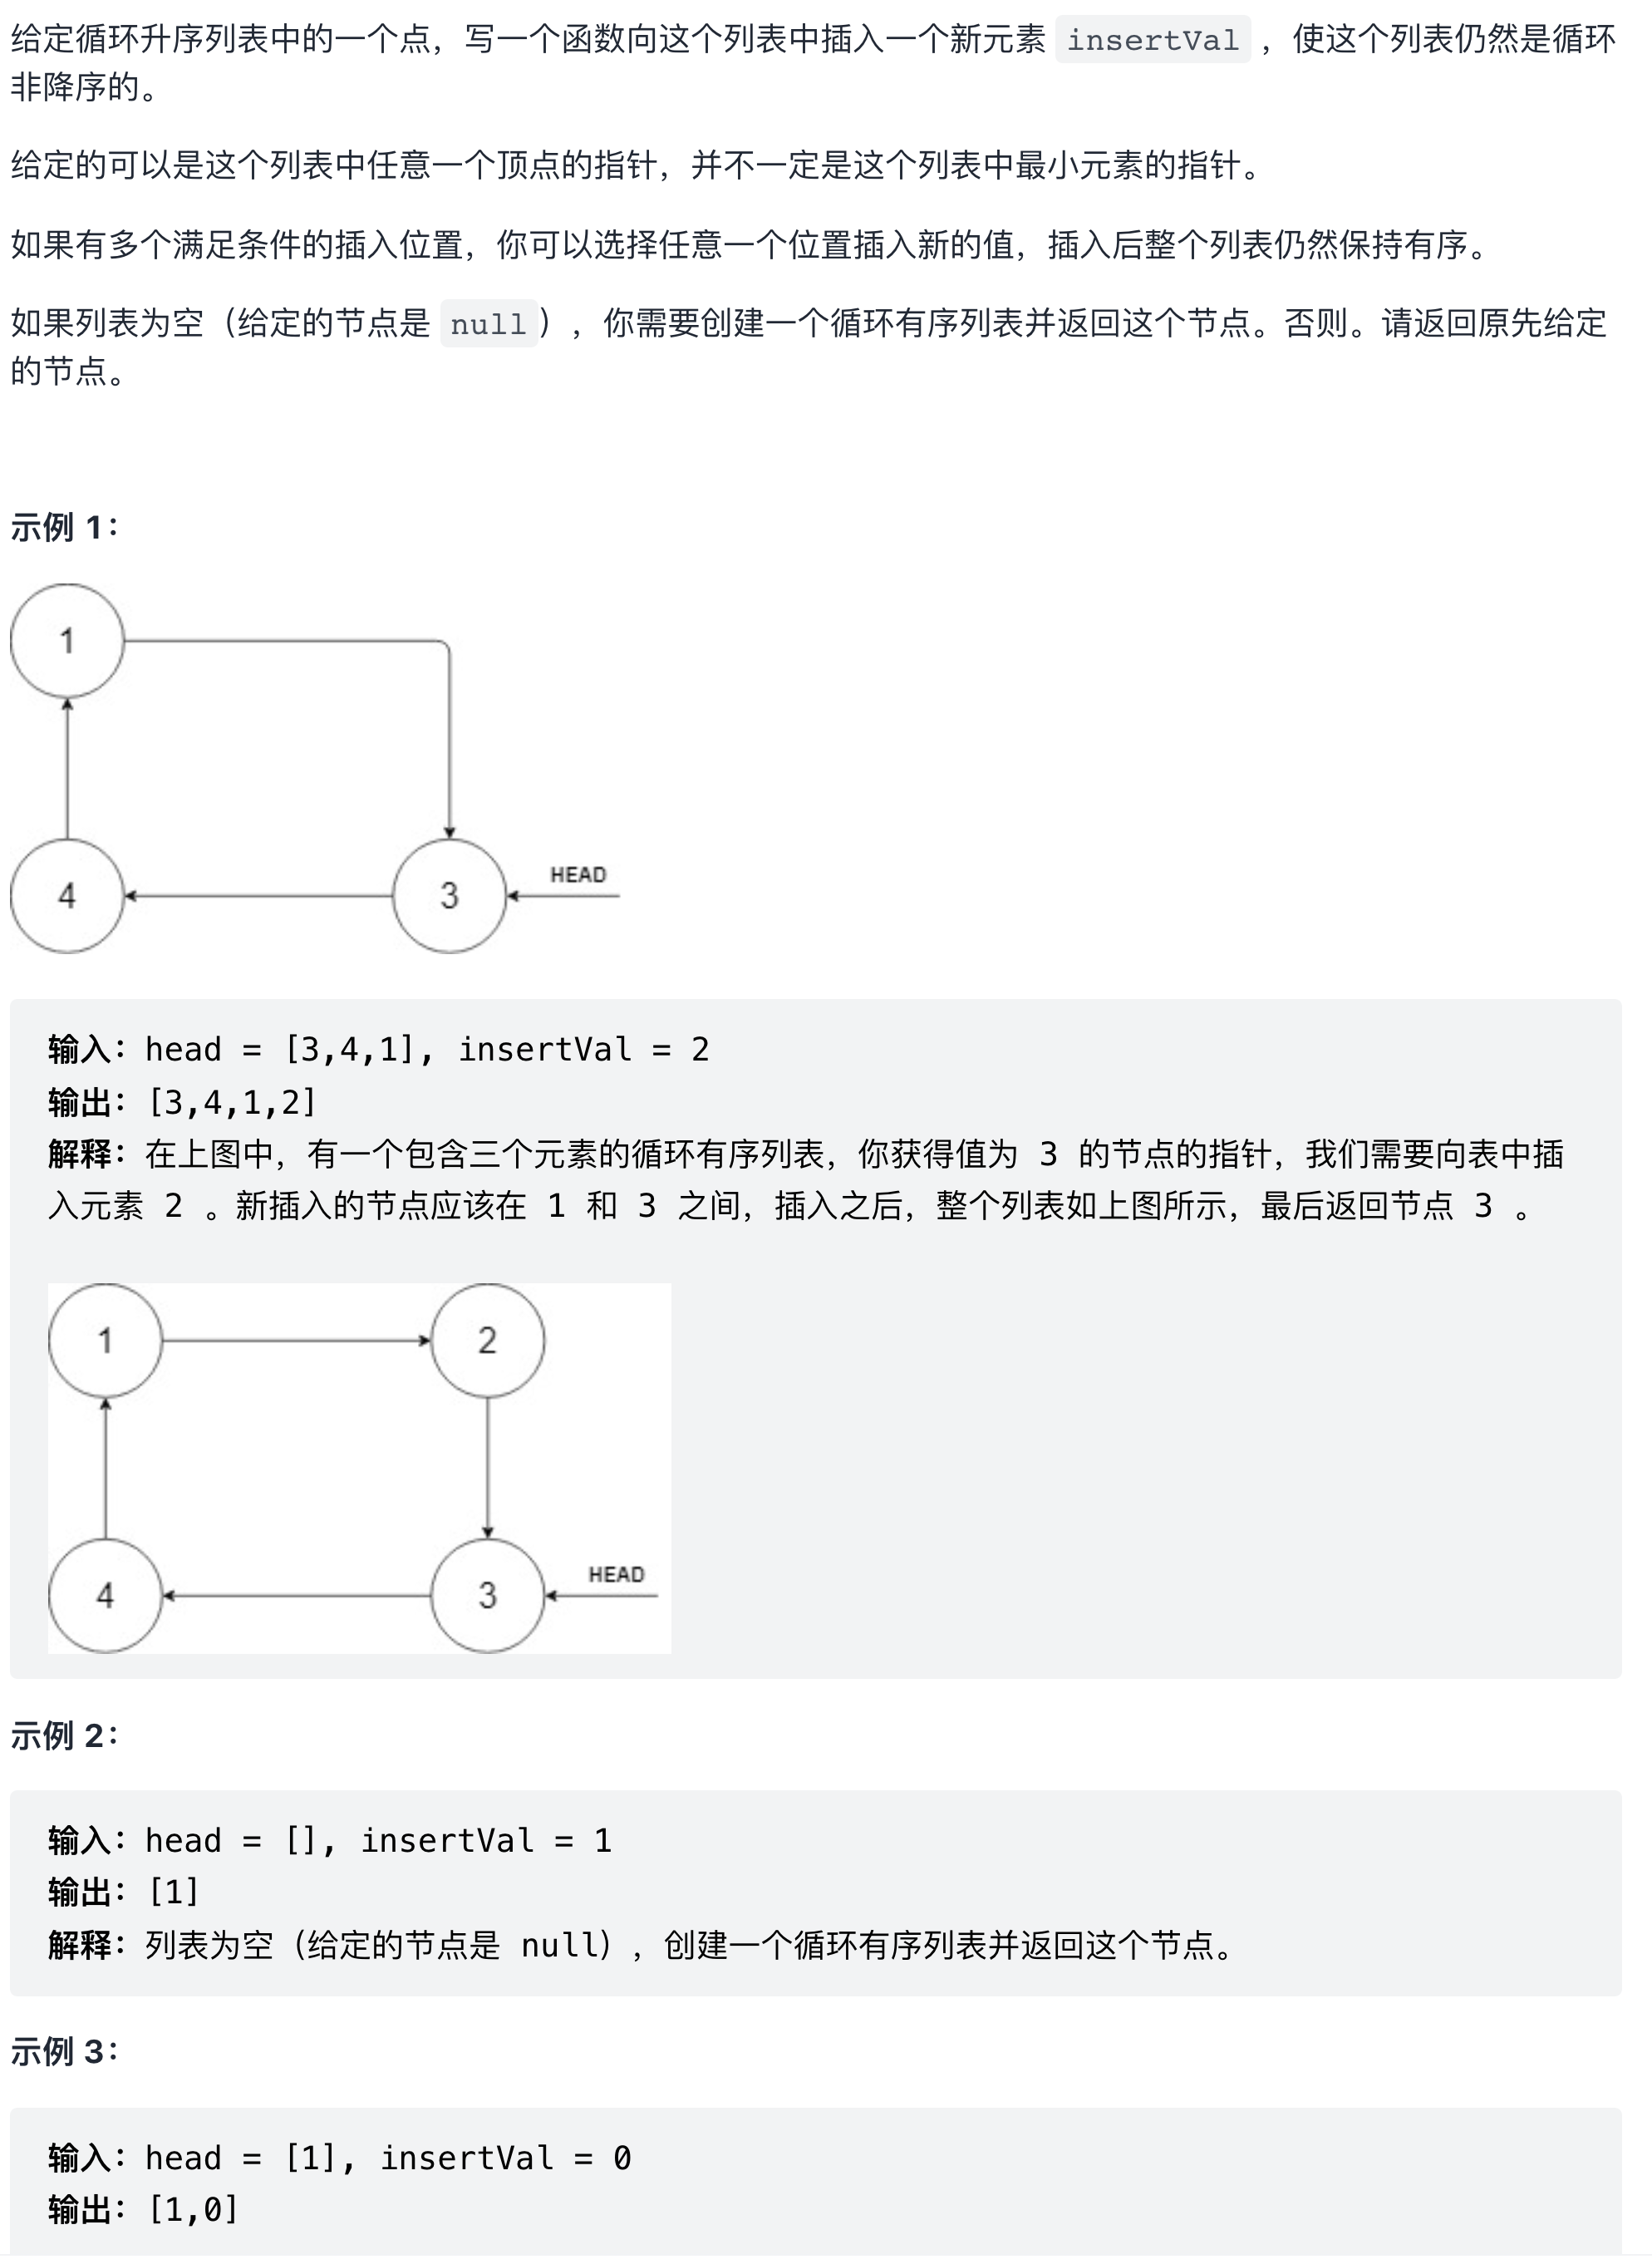 给定循环升序列表中的一个点，写一个函数向这个列表中插入一个新元素 insertVal ，使这个列表仍然是循环
非降序的。
给定的可以是这个列表中任意一个顶点的指针，并不一定是这个列表中最小元素的指针。
如果有多个满足条件的插入位置，你可以选择任意一个位置插入新的值，插入后整个列表仍然保持有序。
如果列表为空（给定的节点是 null），你需要创建一个循环有序列表并返回这个节点。否则。请返回原先给定
的节点。
示例 1：
1
4
3
HEAD
输入：head = [3,4,1], insertVal = 2
输出：[3,4,1,2]
解释：在上图中，有一个包含三个元素的循环有序列表，你获得值为 3 的节点的指针，我们需要向表中插
入元素 2 。新插入的节点应该在 1 和 3 之间，插入之后，整个列表如上图所示，最后返回节点 3 。
1
2
4
3
HEAD
示例 2：
输入：head = [], insertVal = 1
输出：[1]
解释：列表为空（给定的节点是 null），创建一个循环有序列表并返回这个节点。
示例 3：
输入：head = [1], insertVal = 0
输出：[1,0]